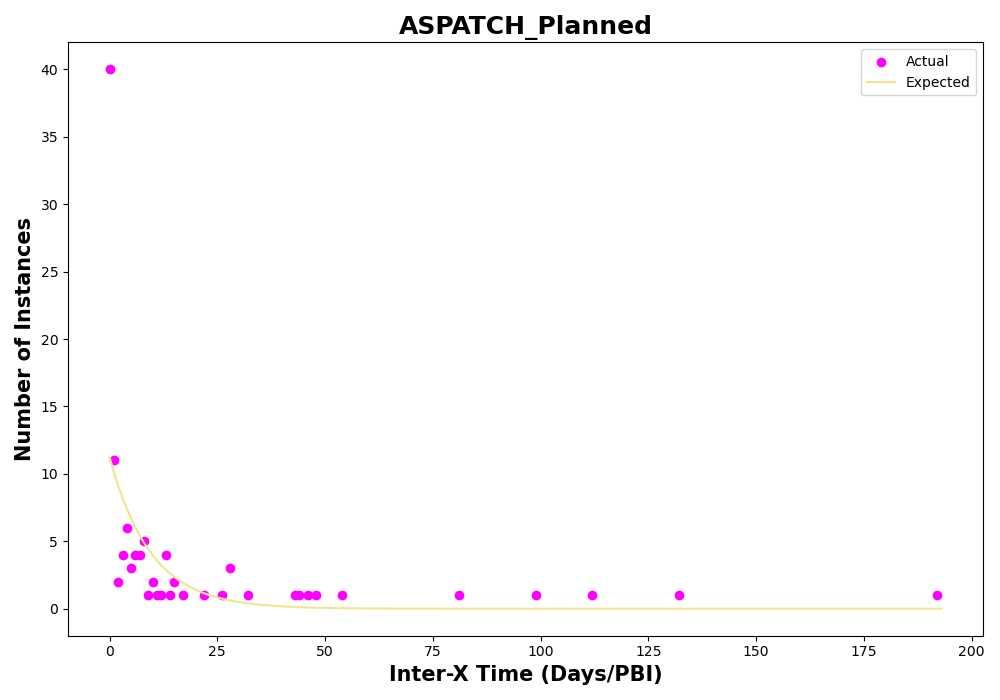 ASPATCH_Planned
Actual
Expected
Number of Instances
40
35
30
25
20
15
10
5
0
0 25 50 75 100 125 150 175 200
Inter-X Time (Days/PBI)